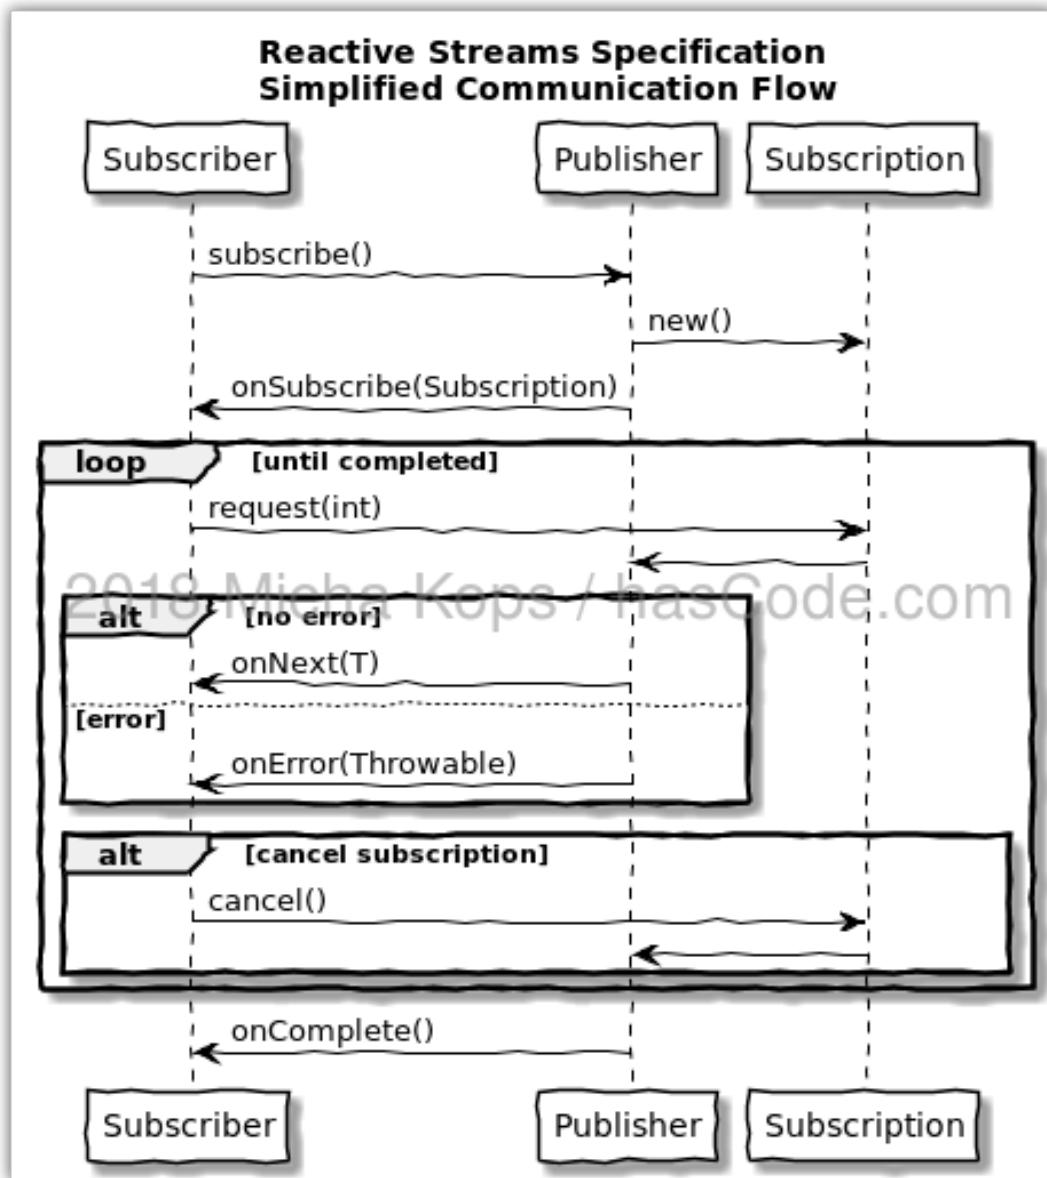 Reactive Streams Specification
Simplified Communication Flow
Subscriber
Publisher
Subscription
subscribe()
new()
onSubscribe(Subscription)
loop
[until completed]
request(int)
2018 Micha Kops / hasCode.com
alt
[no error]
onNext(T)
[error]
onError(Throwable)
alt
[cancel subscription]
cancel()
onComplete()
Subscriber
Publisher
Subscription